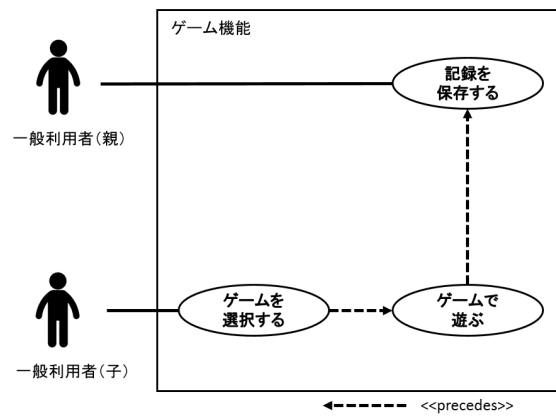 ゲーム機能
記録を
保存する
一般利用者(親)
ゲームを
選択する
ゲームで
遊ぶ
一般利用者(子)
<<precedes>>